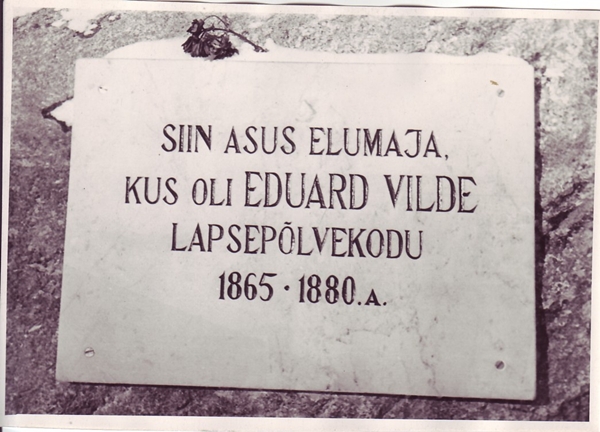 SIIN ASUS ELUMAJA,
KUS OLI EDUARD VILDE
LAPSEPÕLVEKODU
1865 · 1880.A.